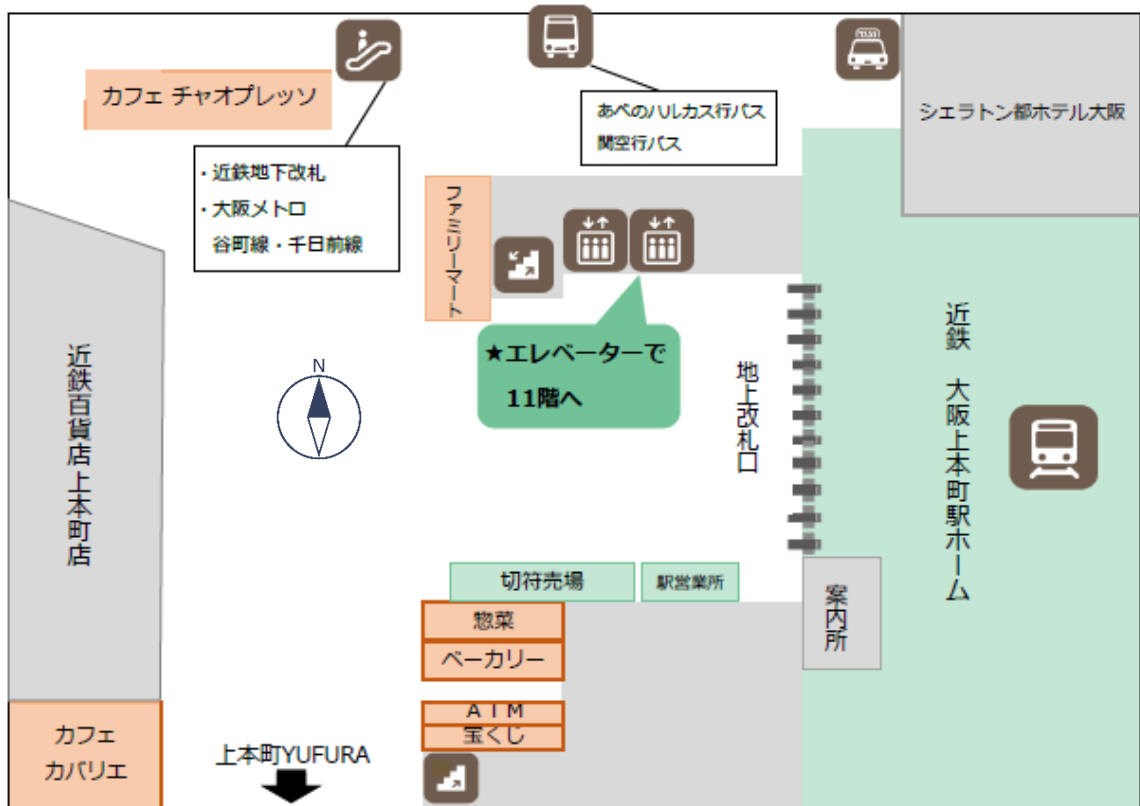 TAXI
カフェ チャオプレッソ
あべのハルカス行バス
関空行バス
シェラトン都ホテル大阪
・近鉄地下改札
・大阪メトロ
谷町線・千日前線
ファミリーマート
N
★エレベーターで
11階へ
地上改札口
近鉄 大阪上本町駅ホーム
近鉄百貨店 上本町店
切符売場
駅営業所
案内所
惣菜
ベーカリー
ＡＴＭ
宝くじ
カフェ
カバリエ
上本町YUFURA